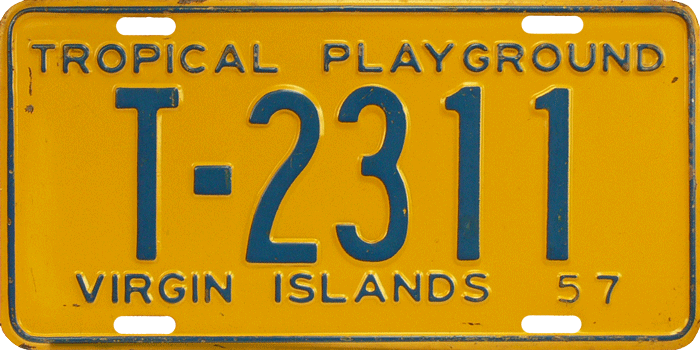 TROPICAL PLAYGROUND
T-2311
VIRGIN ISLANDS 57